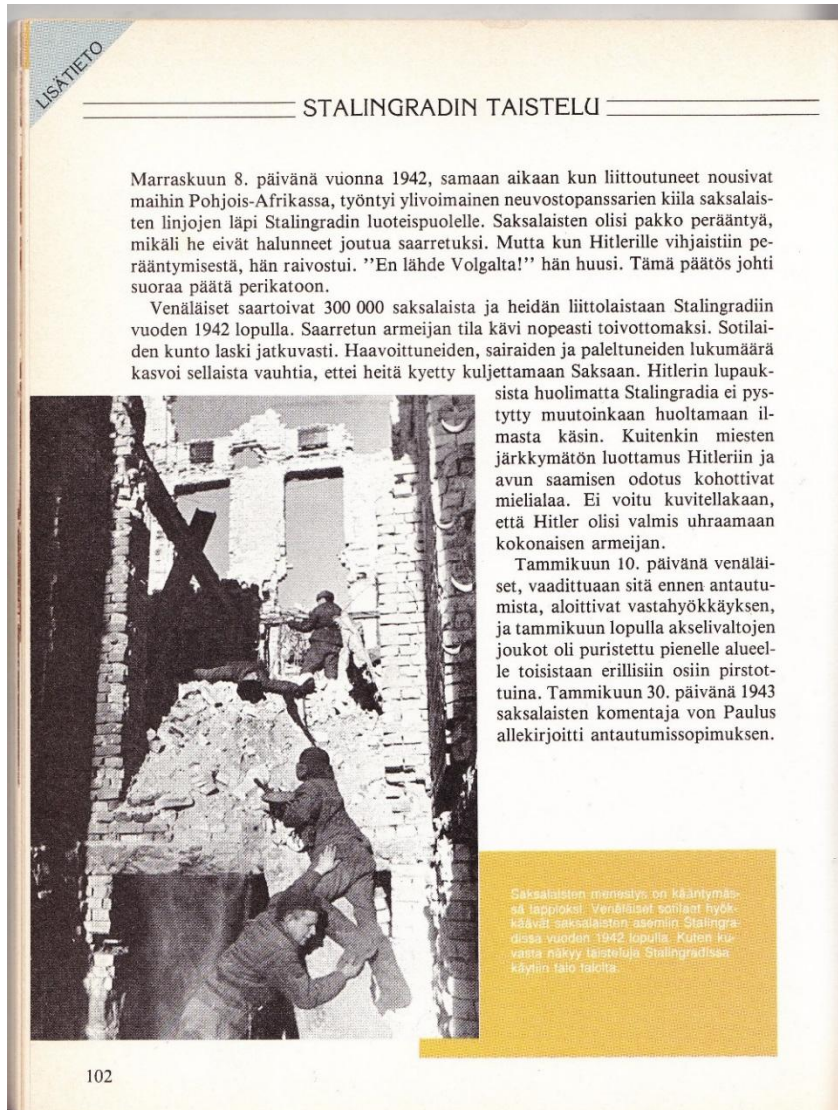 LISÄTIETO
STALINGRADIN TAISTELU
Marraskuun 8. päivänä vuonna 1942, samaan aikaan kun liittoutuneet nousivat
maihin Pohjois-Afrikassa, työntyi ylivoimainen neuvostopanssarien kiila saksalais-
ten linjojen läpi Stalingradin luoteispuolelle. Saksalaisten olisi pakko perääntyä,
mikäli he eivät halunneet joutua saarretuksi. Mutta kun Hitlerille vihjaistiin pe-
rääntymisestä, hän raivostui. ''En lähde Volgalta!'' hän huusi. Tämä päätös johti
suoraa päätä perikatoon.
Venäläiset saartoivat 300 000 saksalaista ja heidän liittolaistaan Stalingradiin
vuoden 1942 lopulla. Saarretun armeijan tila kävi nopeasti toivottomaksi. Sotilai-
den kunto laski jatkuvasti. Haavoittuneiden, sairaiden ja paleltuneiden lukumäärä
kasvoi sellaista vauhtia, ettei heitä kyetty kuljettamaan Saksaan. Hitlerin lupauk-
sista huolimatta Stalingradia ei pys-
tytty muutoinkaan huoltamaan il-
masta käsin. Kuitenkin miesten
järkkymätön luottamus Hitleriin ja
avun saamisen odotus kohottivat
mielialaa. Ei voitu kuvitellakaan,
että Hitler olisi valmis uhraamaan
kokonaisen armeijan.
Tammikuun 10. päivänä venäläi-
set, vaadittuaan sitä ennen antautu-
mista, aloittivat vastahyökkäyksen,
ja tammikuun lopulla akselivaltojen
joukot oli puristettu pienelle alueel-
le toisistaan erillisiin osiin pirstot-
tuina. Tammikuun 30. päivänä 1943
saksalaisten komentaja von Paulus
allekirjoitti antautumissopimuksen.
Saksalaisten menestys on kääntymäs-
sä tappioksi. Venäläiset sotilaat hyök-
käävät saksalaisten asemiin Stalingra-
dissa vuoden 1942 lopulla. Kuten ku-
vasta näkyy taisteluja Stalingradissa
käytiin talo talolta.
102